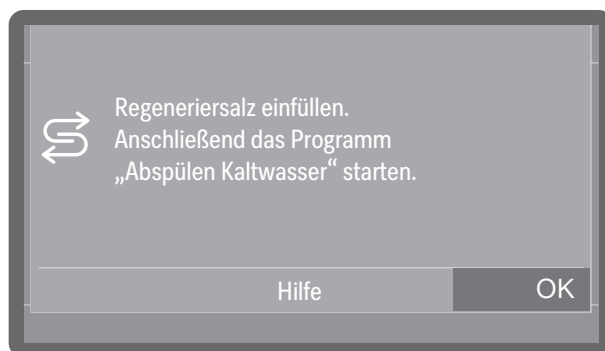 Regeneriersalz einfüllen.
Anschließend das Programm
„Abspülen Kaltwasser“ starten.
Hilfe
OK